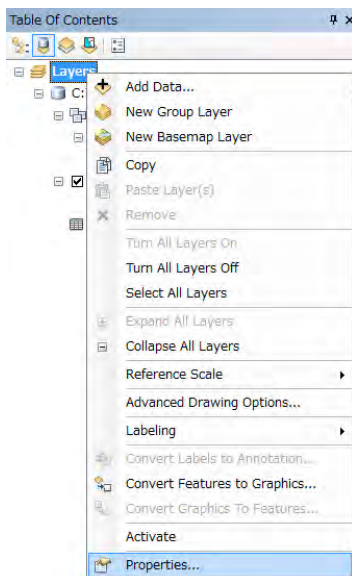 Table Of Contents
Layers
C:
Add Data...
New Group Layer
New Basemap Layer
Copy
Paste Layer(s)
Remove
Turn All Layers On
Turn All Layers Off
Select All Layers
Expand All Layers
Collapse All Layers
Reference Scale
Advanced Drawing Options...
Labeling
Convert Labels to Annotation...
Convert Features to Graphics...
Convert Graphics To Features...
Activate
Properties...